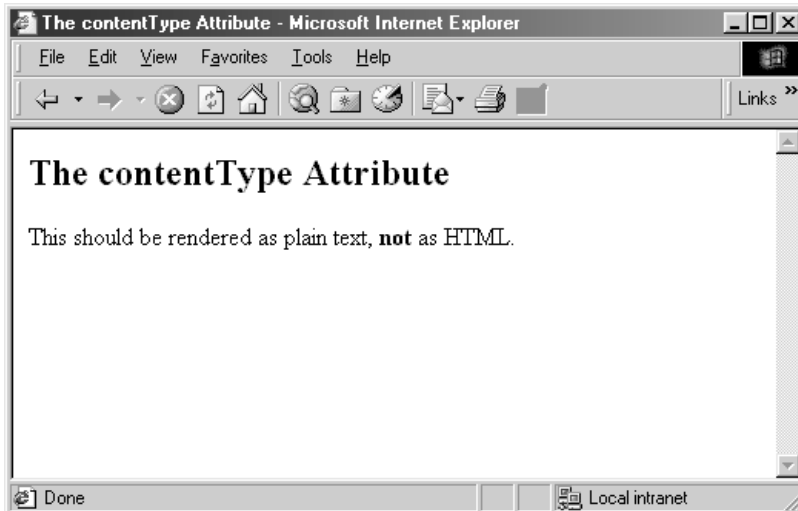 The contentType Attribute - Microsoft Internet Explorer
File Edit View Favorites Tools Help
Links »
The contentType Attribute
This should be rendered as plain text, not as HTML.
Done Local intranet